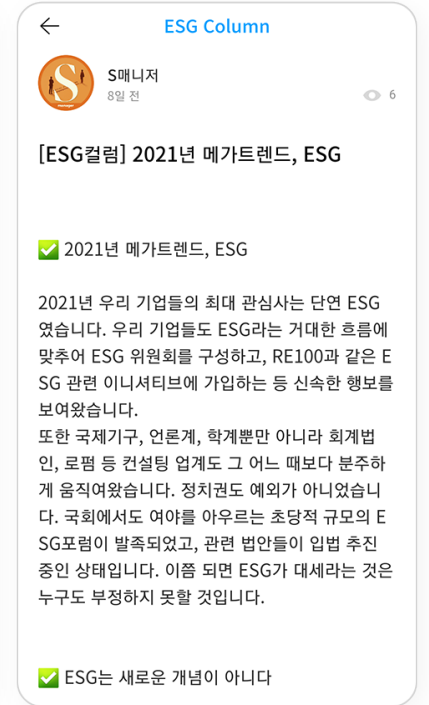 ESG Column
S매니저
8일 전
6
[ESG컬럼] 2021년 메가트렌드, ESG
✅ 2021년 메가트렌드, ESG
2021년 우리 기업들의 최대 관심사는 단연 ESG
였습니다. 우리 기업들도 ESG라는 거대한 흐름에
맞추어 ESG 위원회를 구성하고, RE100과 같은 E
SG 관련 이니셔티브에 가입하는 등 신속한 행보를
보여왔습니다.
또한 국제기구, 언론계, 학계뿐만 아니라 회계법
인, 로펌 등 컨설팅 업계도 그 어느 때보다 분주하
게 움직여왔습니다. 정치권도 예외가 아니었습니
다. 국회에서도 여야를 아우르는 초당적 규모의 E
SG포럼이 발족되었고, 관련 법안들이 입법 추진
중인 상태입니다. 이쯤 되면 ESG가 대세라는 것은
누구도 부정하지 못할 것입니다.
✅ ESG는 새로운 개념이 아니다